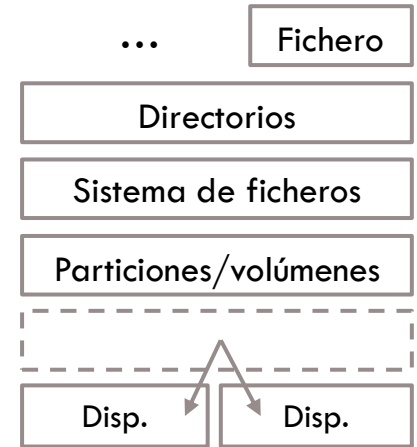 ... Fichero
Directorios
Sistema de ficheros
Particiones/volúmenes
Disp. Disp.